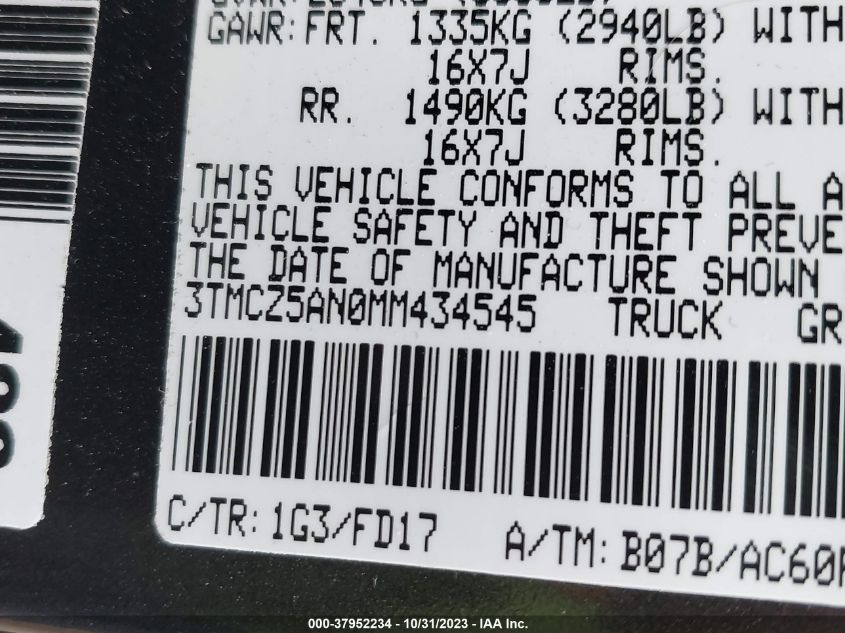 GAWR: FRT. 1335KG (2940LB) WITH
16X7J RIMS.
RR. 1490KG (3280LB) WITH
16X7J RIMS.
THIS VEHICLE CONFORMS TO ALL A
VEHICLE SAFETY AND THEFT PREVE
THE DATE OF MANUFACTURE SHOWN
3TMCZ5AN0MM434545 TRUCK GR
C/TR: 1G3/FD17 A/TM: B07B/AC60
000-37952234 - 10/31/2023 - IAA Inc.